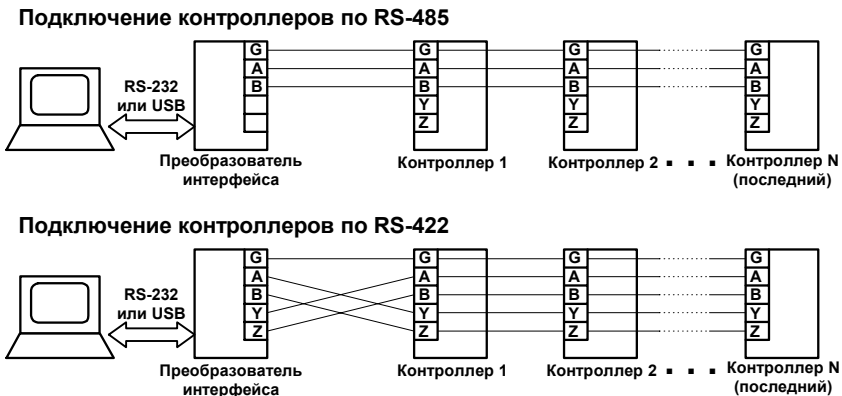 Подключение контроллеров по RS-485
G G G G
A A A A
RS-232 B B B B
или USB Y Y Y
Z Z Z
Преобразователь Контроллер 1 Контроллер 2 Контроллер N
интерфейса (последний)
Подключение контроллеров по RS-422
G G G G
A A A A
RS-232 B B B B
или USB Y Y Y Y
Z Z Z Z
Преобразователь Контроллер 1 Контроллер 2 Контроллер N
интерфейса (последний)